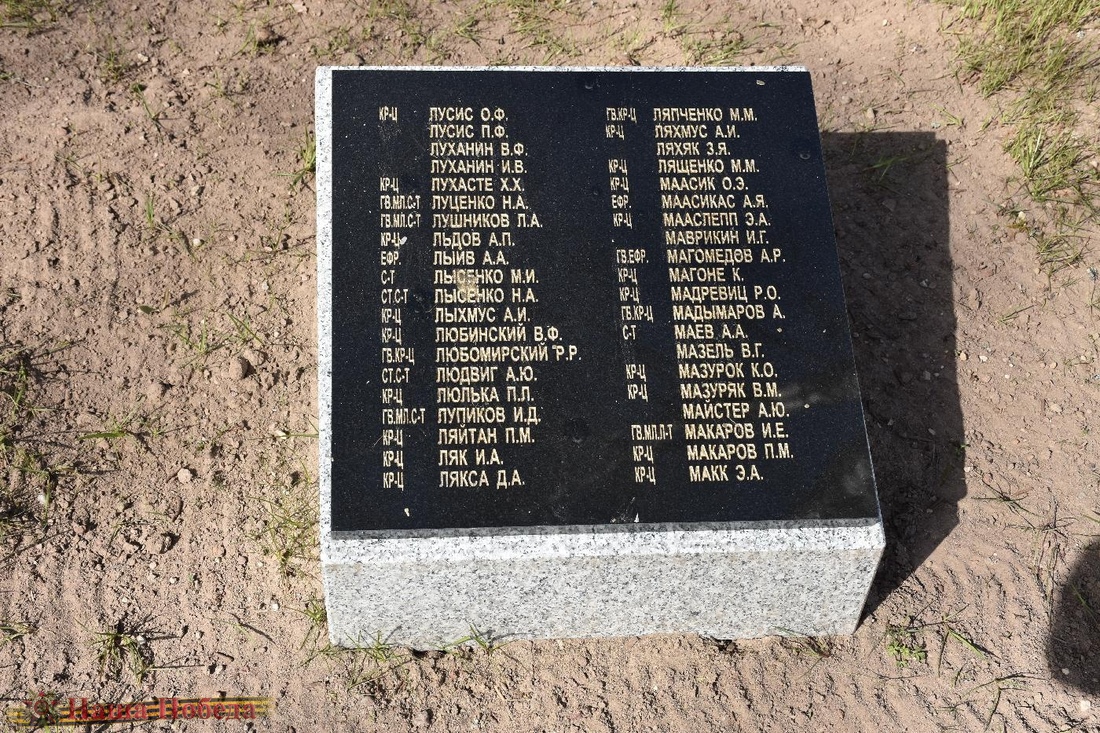 КР-Ц ЛУСИС О.Ф.
ЛУСИС П.Ф.
ЛУХАНИН В.Ф.
ЛУХАНИН И.В.
КР-Ц ЛУХАСТЕ Х.Х.
ГВ.МЛ.С-Т ЛУЦЕНКО Н.А.
ГВ.МЛ.С-Т ЛУШНИКОВ Л.А.
КР-Ц ЛЬДОВ А.П.
ЕФР. ЛЫЙВ А.А.
С-Т ЛЫСЕНКО М.И.
СТ.С-Т ЛЫСЕНКО Н.А.
КР-Ц ЛЫХМУС А.И.
КР-Ц ЛЮБИНСКИЙ В.Ф.
ГВ.КР-Ц ЛЮБОМИРСКИЙ Р.Р.
СТ.С-Т ЛЮДВИГ А.Ю.
КР-Ц ЛЮЛЬКА П.Л.
ГВ.МЛ.С-Т ЛУПИКОВ И.Д.
КР-Ц ЛЯЙТАН П.М.
КР-Ц ЛЯК И.А.
КР-Ц ЛЯКСА Д.А.
ГВ.КР-Ц ЛЯПЧЕНКО М.М.
КР-Ц ЛЯХМУС А.И.
ЛЯХЯК З.Я.
КР-Ц ЛЯЩЕНКО М.М.
КР-Ц МААСИК О.Э.
ЕФР. МААСИКАС А.Я.
КР-Ц МААСЛЕПП Э.А.
МАВРИКИН И.Г.
ГВ.ЕФР. МАГОМЕДОВ А.Р.
КР-Ц МАГОНЕ К.
КР-Ц МАДРЕВИЦ Р.О.
ГВ.КР-Ц МАДЫМАРОВ А.
С-Т МАЕВ А.А.
МАЗЕЛЬ В.Г.
КР-Ц МАЗУРОК К.О.
КР-Ц МАЗУРЯК В.М.
МАЙСТЕР А.Ю.
ГВ.МЛ.Л-Т МАКАРОВ И.Е.
КР-Ц МАКАРОВ П.М.
КР-Ц МАКК Э.А.
Наша Победа